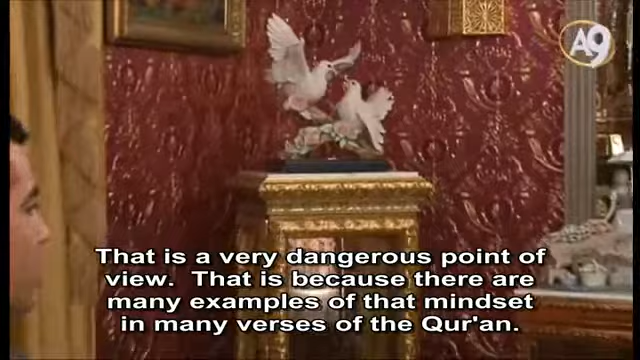 A9
That is a very dangerous point of
view.  That is because there are
many examples of that mindset
in many verses of the Qur'an.